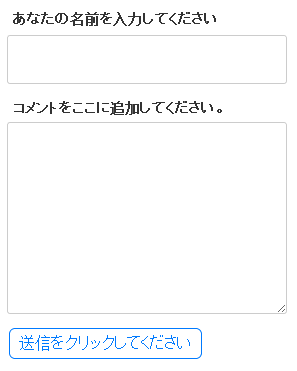 あなたの名前を入力してください
コメントをここに追加してください。
送信をクリックしてください